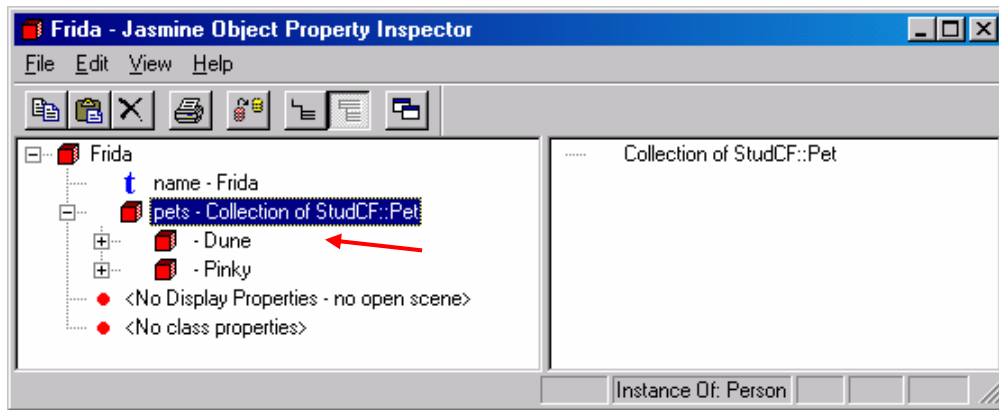 Frida - Jasmine Object Property Inspector
File Edit View Help
Frida
t name - Frida
pets - Collection of StudCF::Pet
- Dune
- Pinky
<No Display Properties - no open scene>
<No class properties>
Collection of StudCF::Pet
Instance Of: Person